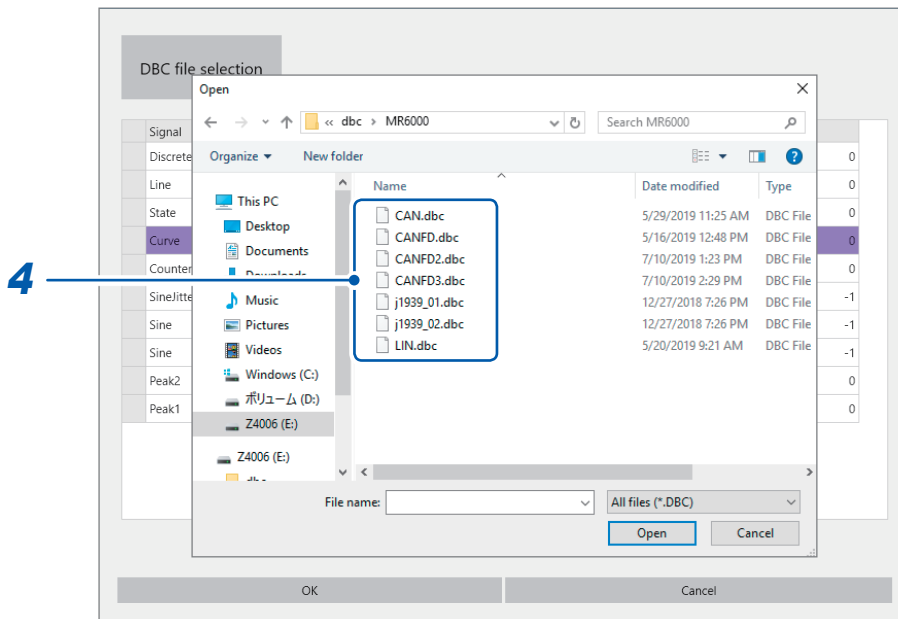 DBC file selection
Open
« dbc > MR6000
Search MR6000
Signal
Organize
New folder
Discrete
0
Name
Date modified
Type
Line
0
This PC
State
CAN.dbc
5/29/2019 11:25 AM
DBC File
0
Desktop
CANFD.dbc
5/16/2019 12:48 PM
DBC File
Curve
0
Documents
CANFD2.dbc
7/10/2019 1:23 PM
DBC File
Counter
0
4
Downloads
CANFD3.dbc
7/10/2019 2:29 PM
DBC File
SineJitte
-1
Music
j1939_01.dbc
12/27/2018 7:26 PM
DBC File
Sine
-1
Pictures
j1939_02.dbc
12/27/2018 7:26 PM
DBC File
Sine
-1
Videos
LIN.dbc
5/20/2019 9:21 AM
DBC File
Windows (C:)
Peak2
0
ボリューム (D:)
Peak1
0
Z4006 (E:)
Z4006 (E:)
dbc
File name:
All files (*.DBC)
Open
Cancel
OK
Cancel